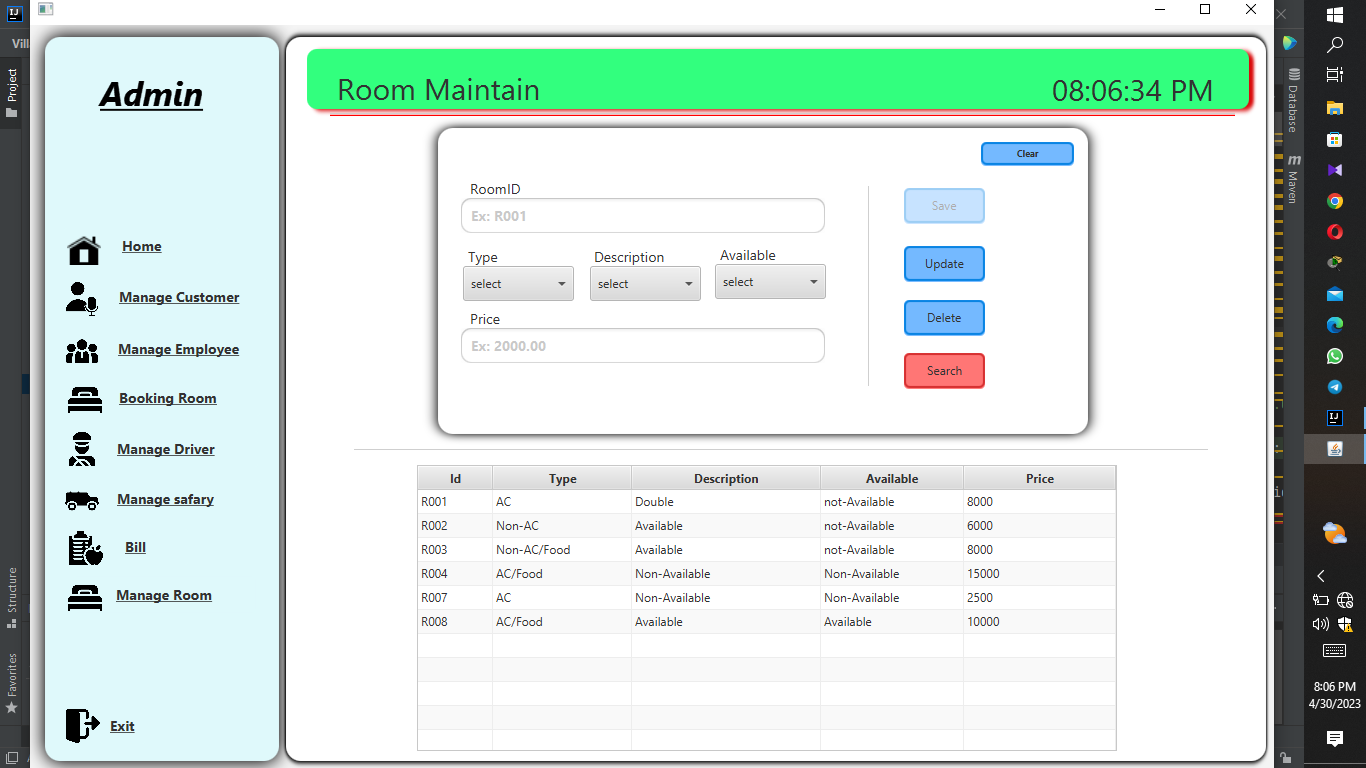 IJ
Vill
Project
Structure
Favorites
Admin
Home
Manage Customer
Manage Employee
Booking Room
Manage Driver
Manage safary
Bill
Manage Room
Exit
Room Maintain 08:06:34 PM
Clear
RoomID
Ex: R001
Type Description Available
select select select
Price
Ex: 2000.00
Save
Update
Delete
Search
Id Type Description Available Price
R001 AC Double not-Available 8000
R002 Non-AC Available not-Available 6000
R003 Non-AC/Food Available not-Available 8000
R004 AC/Food Non-Available Non-Available 15000
R007 AC Non-Available Non-Available 2500
R008 AC/Food Available Available 10000
Database
m Maven
IJ
8:06 PM
4/30/2023